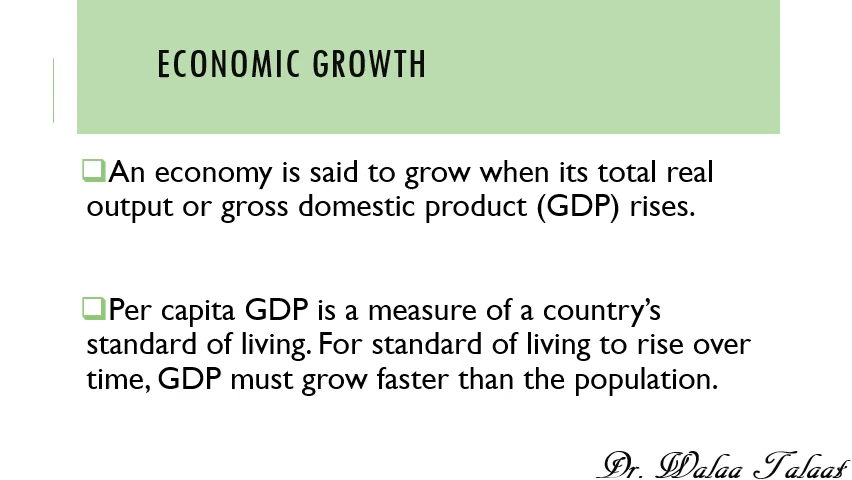 ECONOMIC GROWTH
An economy is said to grow when its total real
output or gross domestic product (GDP) rises.
Per capita GDP is a measure of a country’s
standard of living. For standard of living to rise over
time, GDP must grow faster than the population.
Dr. Walaa Talaat